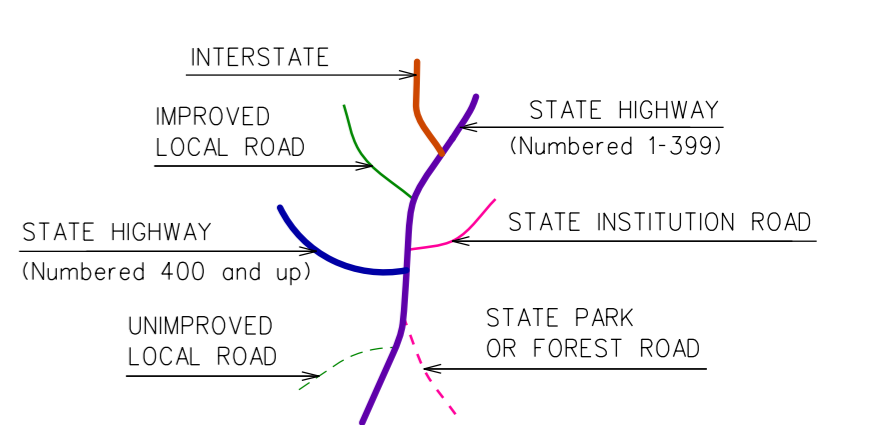 INTERSTATE
STATE HIGHWAY
(Numbered 1-399)
IMPROVED
LOCAL ROAD
STATE INSTITUTION ROAD
STATE HIGHWAY
(Numbered 400 and up)
STATE PARK
OR FOREST ROAD
UNIMPROVED
LOCAL ROAD